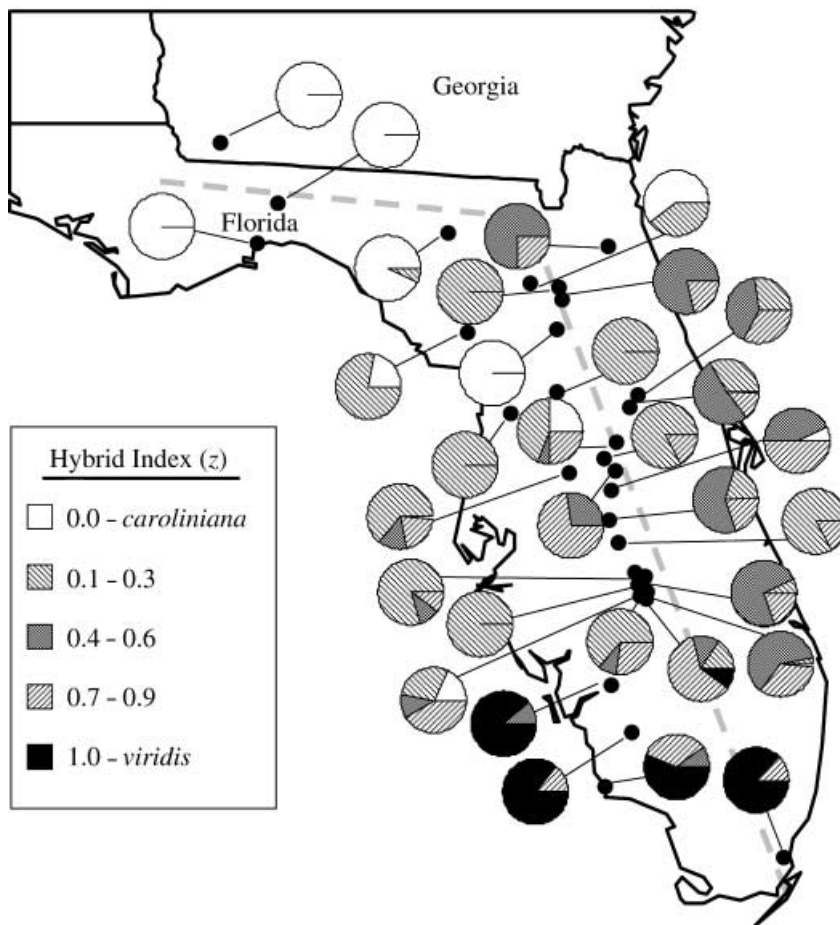 Georgia
Florida
Hybrid Index (z)
0.0 - caroliniana
0.1 - 0.3
0.4 - 0.6
0.7 - 0.9
1.0 - viridis